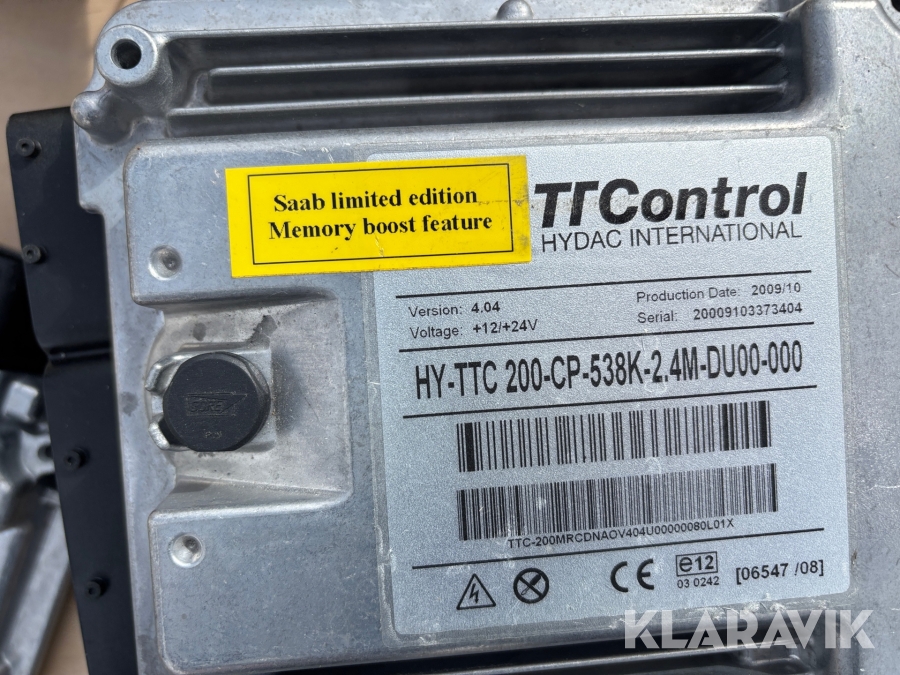 Saab limited edition
Memory boost feature
TTControl
HYDAC INTERNATIONAL
Version: 4.04
Voltage: +12/+24V
Production Date: 2009/10
Serial: 20009103373404
HY-TTC 200-CP-538K-2.4M-DU00-000
TTC-200MRCDNAOV404U00000080L01X
CE
e12
03 0242
[06547 /08]
KLARAVIK